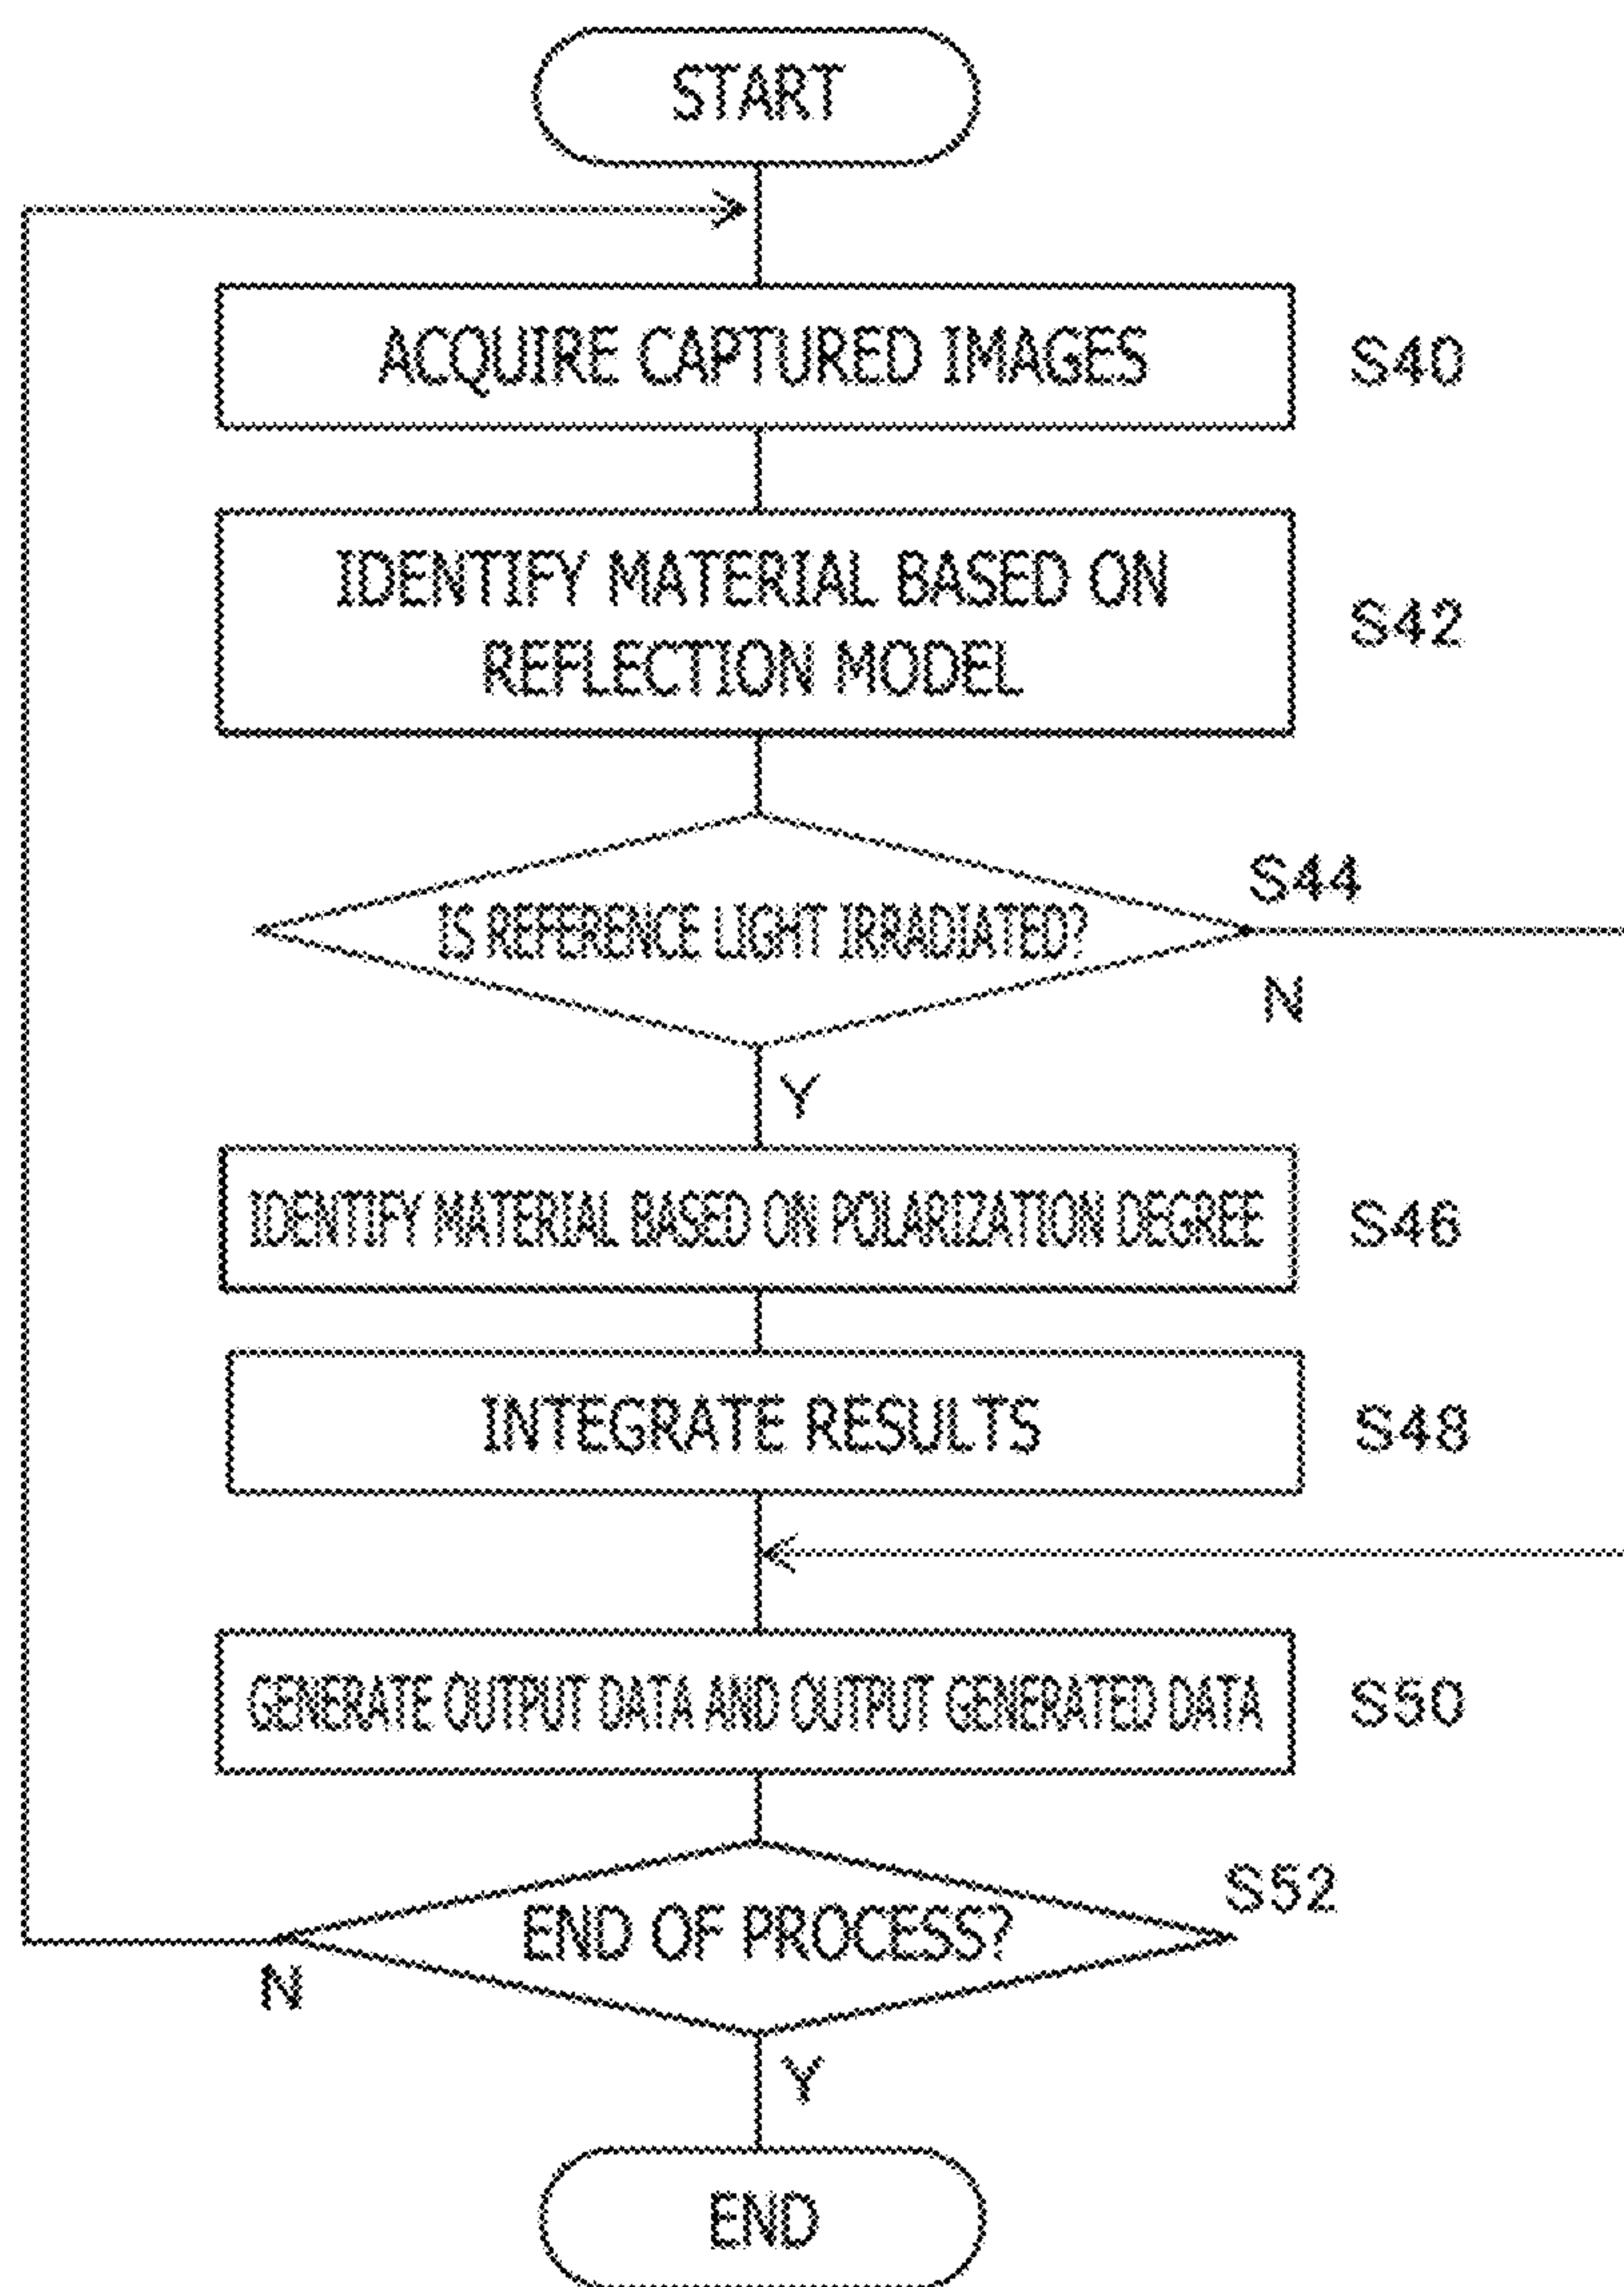 START
ACQUIRE CAPTURED IMAGES
S40
IDENTIFY MATERIAL BASED ON
REFLECTION MODEL
S42
IS REFERENCE LIGHT IRRADIATED?
S44
N
Y
IDENTIFY MATERIAL BASED ON POLARIZATION DEGREE
S46
INTEGRATE RESULTS
S48
GENERATE OUTPUT DATA AND OUTPUT GENERATED DATA
S50
END OF PROCESS?
S52
N
Y
END